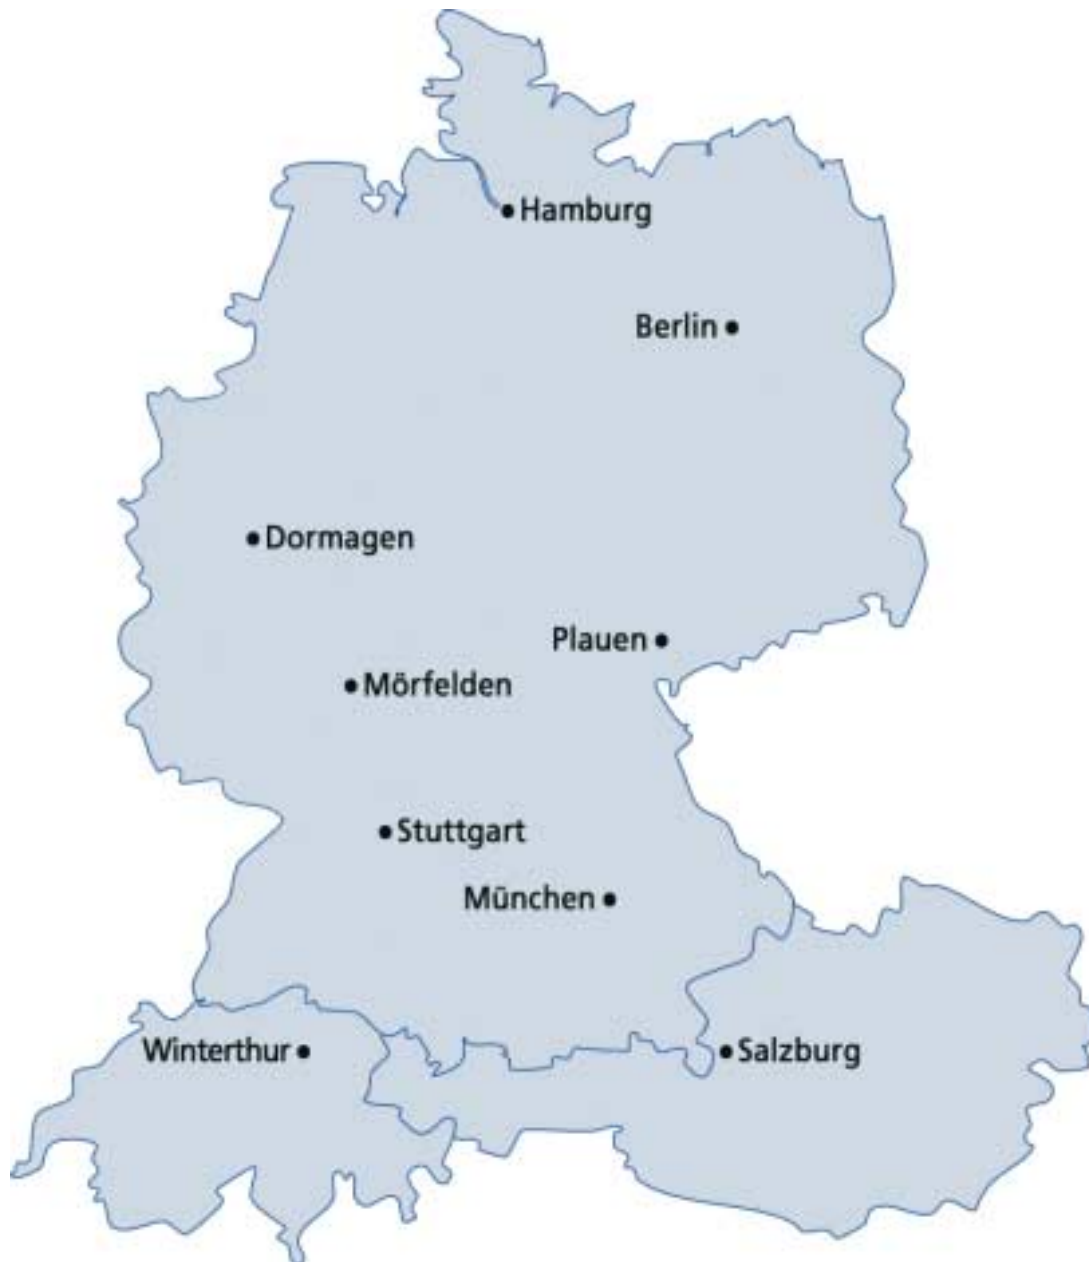 Hamburg
Berlin
Dormagen
Plauen
Mörfelden
Stuttgart
München
Winterthur
Salzburg